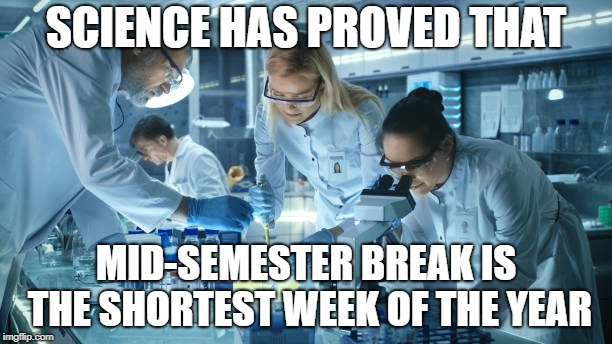 SCIENCE HAS PROVED THAT
MID-SEMESTER BREAK IS
THE SHORTEST WEEK OF THE YEAR
imgflip.com